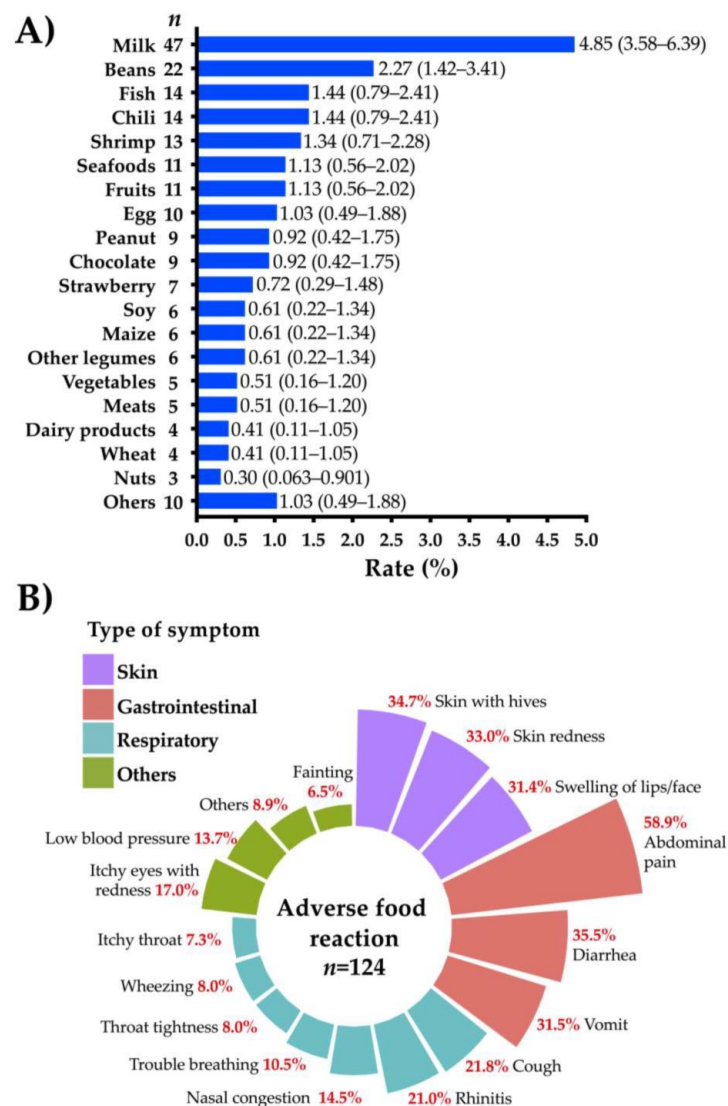 A)
n
Milk 47 4.85 (3.58–6.39)
Beans 22 2.27 (1.42–3.41)
Fish 14 1.44 (0.79–2.41)
Chili 14 1.44 (0.79–2.41)
Shrimp 13 1.34 (0.71–2.28)
Seafoods 11 1.13 (0.56–2.02)
Fruits 11 1.13 (0.56–2.02)
Egg 10 1.03 (0.49–1.88)
Peanut 9 0.92 (0.42–1.75)
Chocolate 9 0.92 (0.42–1.75)
Strawberry 7 0.72 (0.29–1.48)
Soy 6 0.61 (0.22–1.34)
Maize 6 0.61 (0.22–1.34)
Other legumes 6 0.61 (0.22–1.34)
Vegetables 5 0.51 (0.16–1.20)
Meats 5 0.51 (0.16–1.20)
Dairy products 4 0.41 (0.11–1.05)
Wheat 4 0.41 (0.11–1.05)
Nuts 3 0.30 (0.063–0.901)
Ohers 10 1.03 (0.49–1.88)
0.0 0.5 1.0 1.5 2.0 2.5 3.0 3.5 4.0 4.5 5.0
Rate (%)
B)
Type of symptom
Skin
Gastrointestinal
Respiratory
Others
34.7% Skin with hives
33.0% Skin redness
31.4% Swelling of lips/face
58.9%
Abdominal
pain
35.5%
Diarrhea
31.5% Vomit
21.8% Cough
21.0% Rhinitis
Nasal congestion 14.5%
Trouble breathing 10.5%
Throat tightness 8.0%
Wheezing 8.0%
Itchy throat 7.3%
Itchy eyes with
redness 17.0%
Low blood pressure 13.7%
Others 8.9%
Fainting
6.5%
Adverse food
reaction
n=124